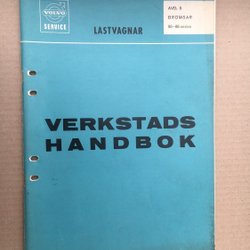 VOLVO
SERVICE
LASTVAGNAR
AVD. 5
BROMSAR
VERKSTADS
HANDBOK